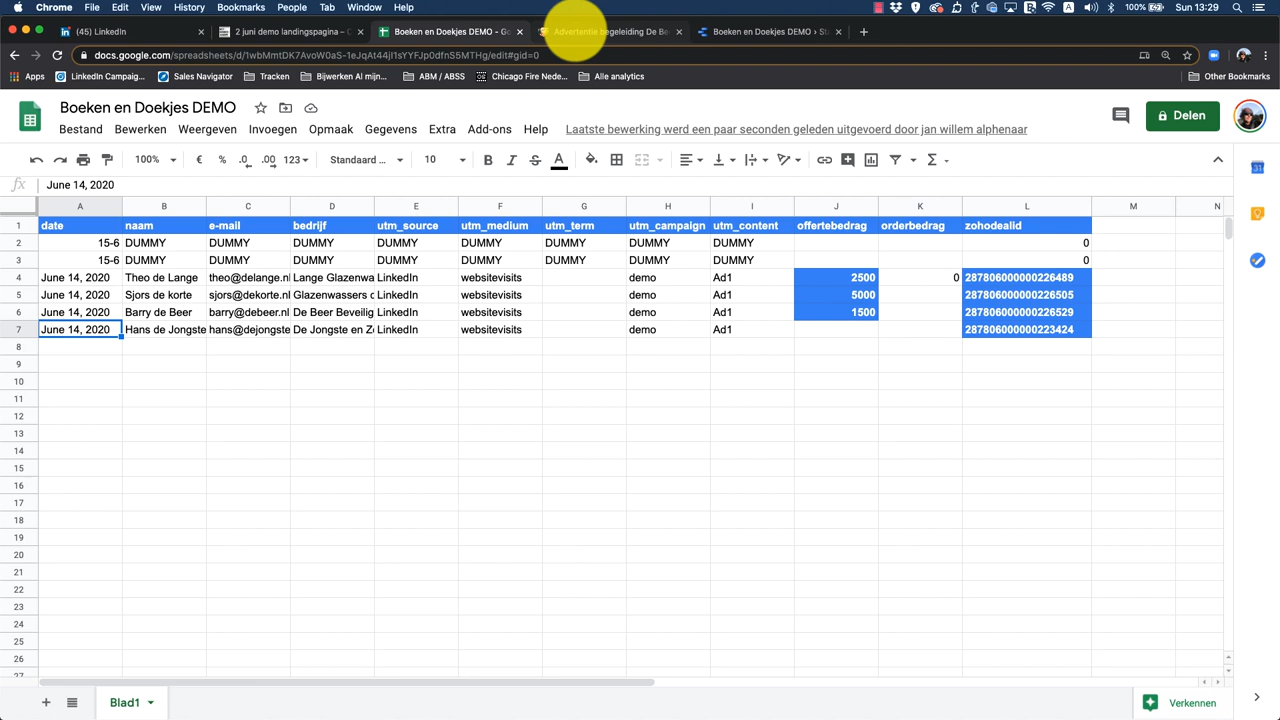 Chrome File Edit View History Bookmarks People Tab Window Help 100% Sun 13:29
(45) LinkedIn 2 juni demo landingspagina – C Boeken en Doekjes DEMO - Go Advertentie begeleiding De Be Boeken en Doekjes DEMO › Sta
docs.google.com/spreadsheets/d/1wbMmtDK7AvoW0aS-1eJqAt44jI1sYYFJp0dfnS5MTHg/edit#gid=0
Apps LinkedIn Campaig... Sales Navigator Tracken Bijwerken AI mijn... ABM / ABSS Chicago Fire Nede... Alle analytics Other Bookmarks
Boeken en Doekjes DEMO
Bestand Bewerken Weergeven Invoegen Opmaak Gegevens Extra Add-ons Help Laatste bewerking werd een paar seconden geleden uitgevoerd door jan willem alphenaar Delen
100% € % .0 .00 123 Standaard ... 10 B I S A Σ
fx June 14, 2020
A B C D E F G H I J K L M N
1 date naam e-mail bedrijf utm_source utm_medium utm_term utm_campaign utm_content offertebedrag orderbedrag zohodealid
2 15-6 DUMMY DUMMY DUMMY DUMMY DUMMY DUMMY DUMMY DUMMY 0
3 15-6 DUMMY DUMMY DUMMY DUMMY DUMMY DUMMY DUMMY DUMMY 0
4 June 14, 2020 Theo de Lange theo@delange.nl Lange Glazenwa LinkedIn websitevisits demo Ad1 2500 0 287806000000226489
5 June 14, 2020 Sjors de korte sjors@dekorte.nl Glazenwassers d LinkedIn websitevisits demo Ad1 5000 287806000000226505
6 June 14, 2020 Barry de Beer barry@debeer.nl De Beer Beveilig LinkedIn websitevisits demo Ad1 1500 287806000000226529
7 June 14, 2020 Hans de Jongste hans@dejongste De Jongste en Zo LinkedIn websitevisits demo Ad1 287806000000223424
8
9
10
11
12
13
14
15
16
17
18
19
20
21
22
23
24
25
26
27
Blad1 Verkennen